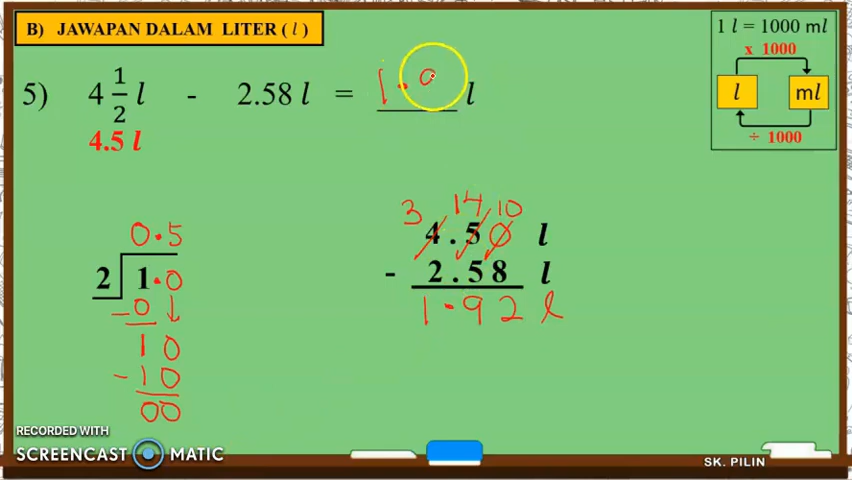 B) JAWAPAN DALAM LITER ( l )
1 l = 1000 ml
x 1000
l ml
÷ 1000
5) 4 1/2 l - 2.58 l = 1. l
4.5 l
0.5
2 1.0
-0↓
10
-10
00
3 14 10
4.50 l
- 2.58 l
1.92 l
RECORDED WITH
SCREENCAST MATIC
SK. PILIN